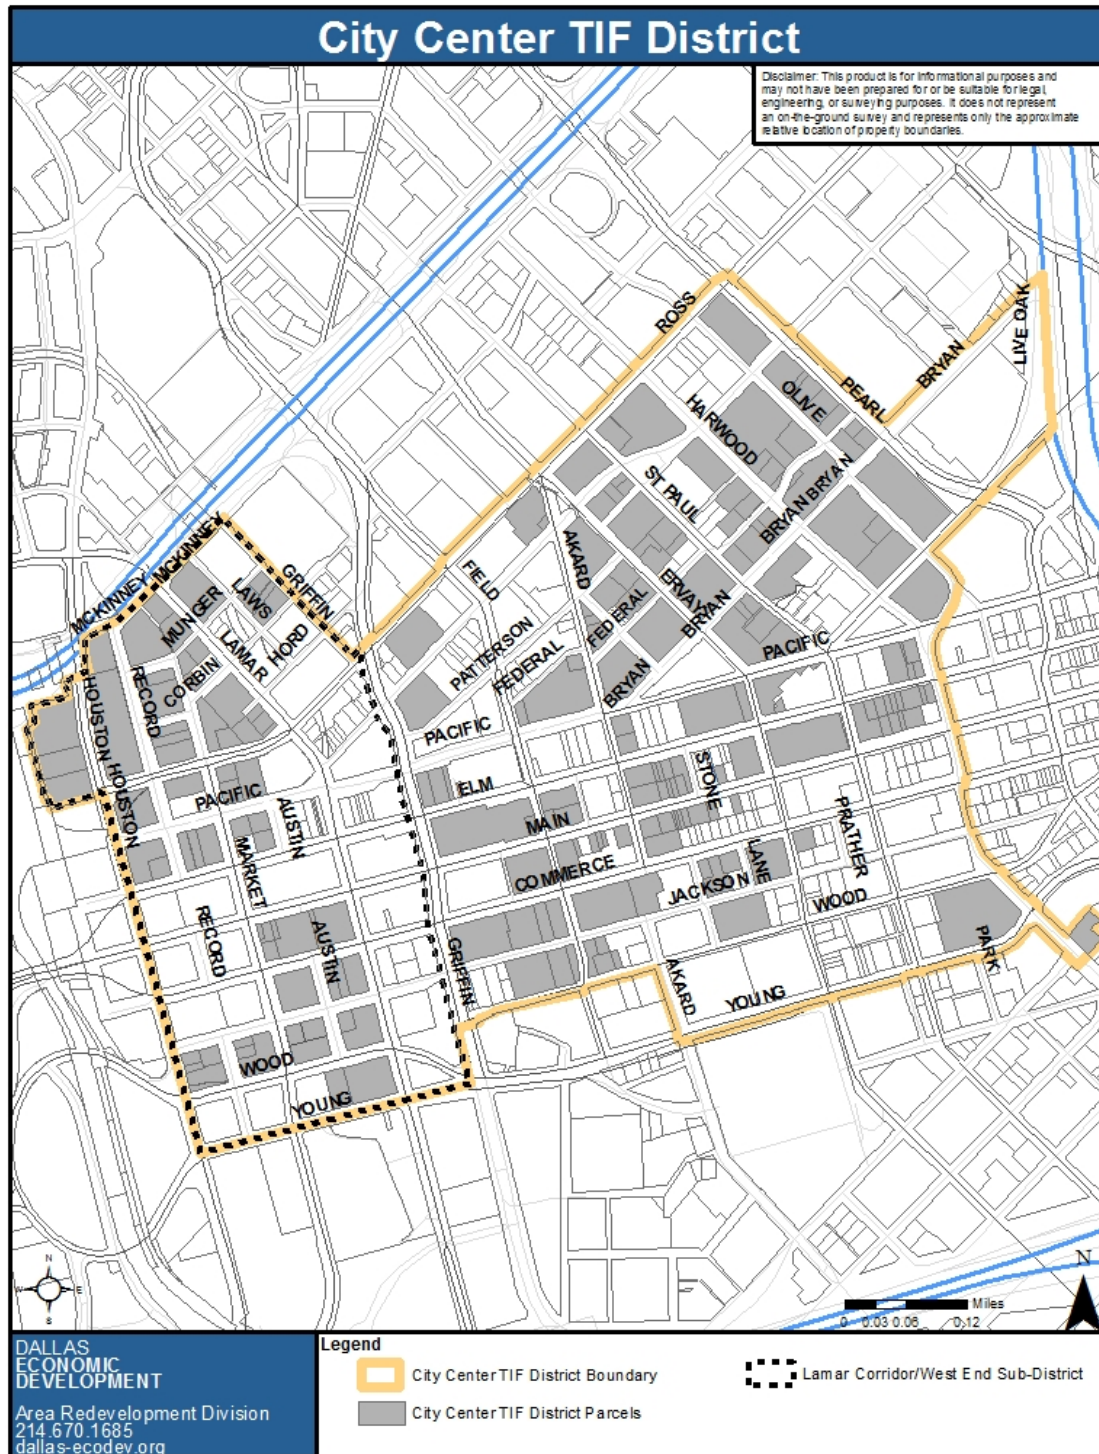 City Center TIF District
Disclaimer: This product is for informational purposes and
may not have been prepared for or be suitable for legal,
engineering, or surveying purposes. It does not represent
an on-the-ground survey and represents only the approximate
relative location of property boundaries.
ROSS
LIVE OAK
BRYAN
PEARL
OLIVE
HARWOOD
ST. PAUL
BRYAN
BRYAN
MCKINNEY
MCKINNEY
GRIFFIN
LAWS
MUNGER
HORD
LAMAR
CORBIN
RECORD
HOUSTON
HOUSTON
FIELD
AKARD
ERVAY
BRYAN
FEDERAL
PATTERSON
FEDERAL
BRYAN
PACIFIC
PACIFIC
PACIFIC
ELM
STONE
AUSTIN
MAIN
PRATHER
MARKET
COMMERCE
LANE
JACKSON
WOOD
RECORD
AUSTIN
GRIFFIN
AKARD
PARK
YOUNG
WOOD
YOUNG
N
W
E
S
N
Miles
0 0.03 0.06 0.12
DALLAS
ECONOMIC
DEVELOPMENT
Area Redevelopment Division
214.670.1685
dallas-ecodev.org
Legend
City Center TIF District Boundary
Lamar Corridor/West End Sub-District
City Center TIF District Parcels